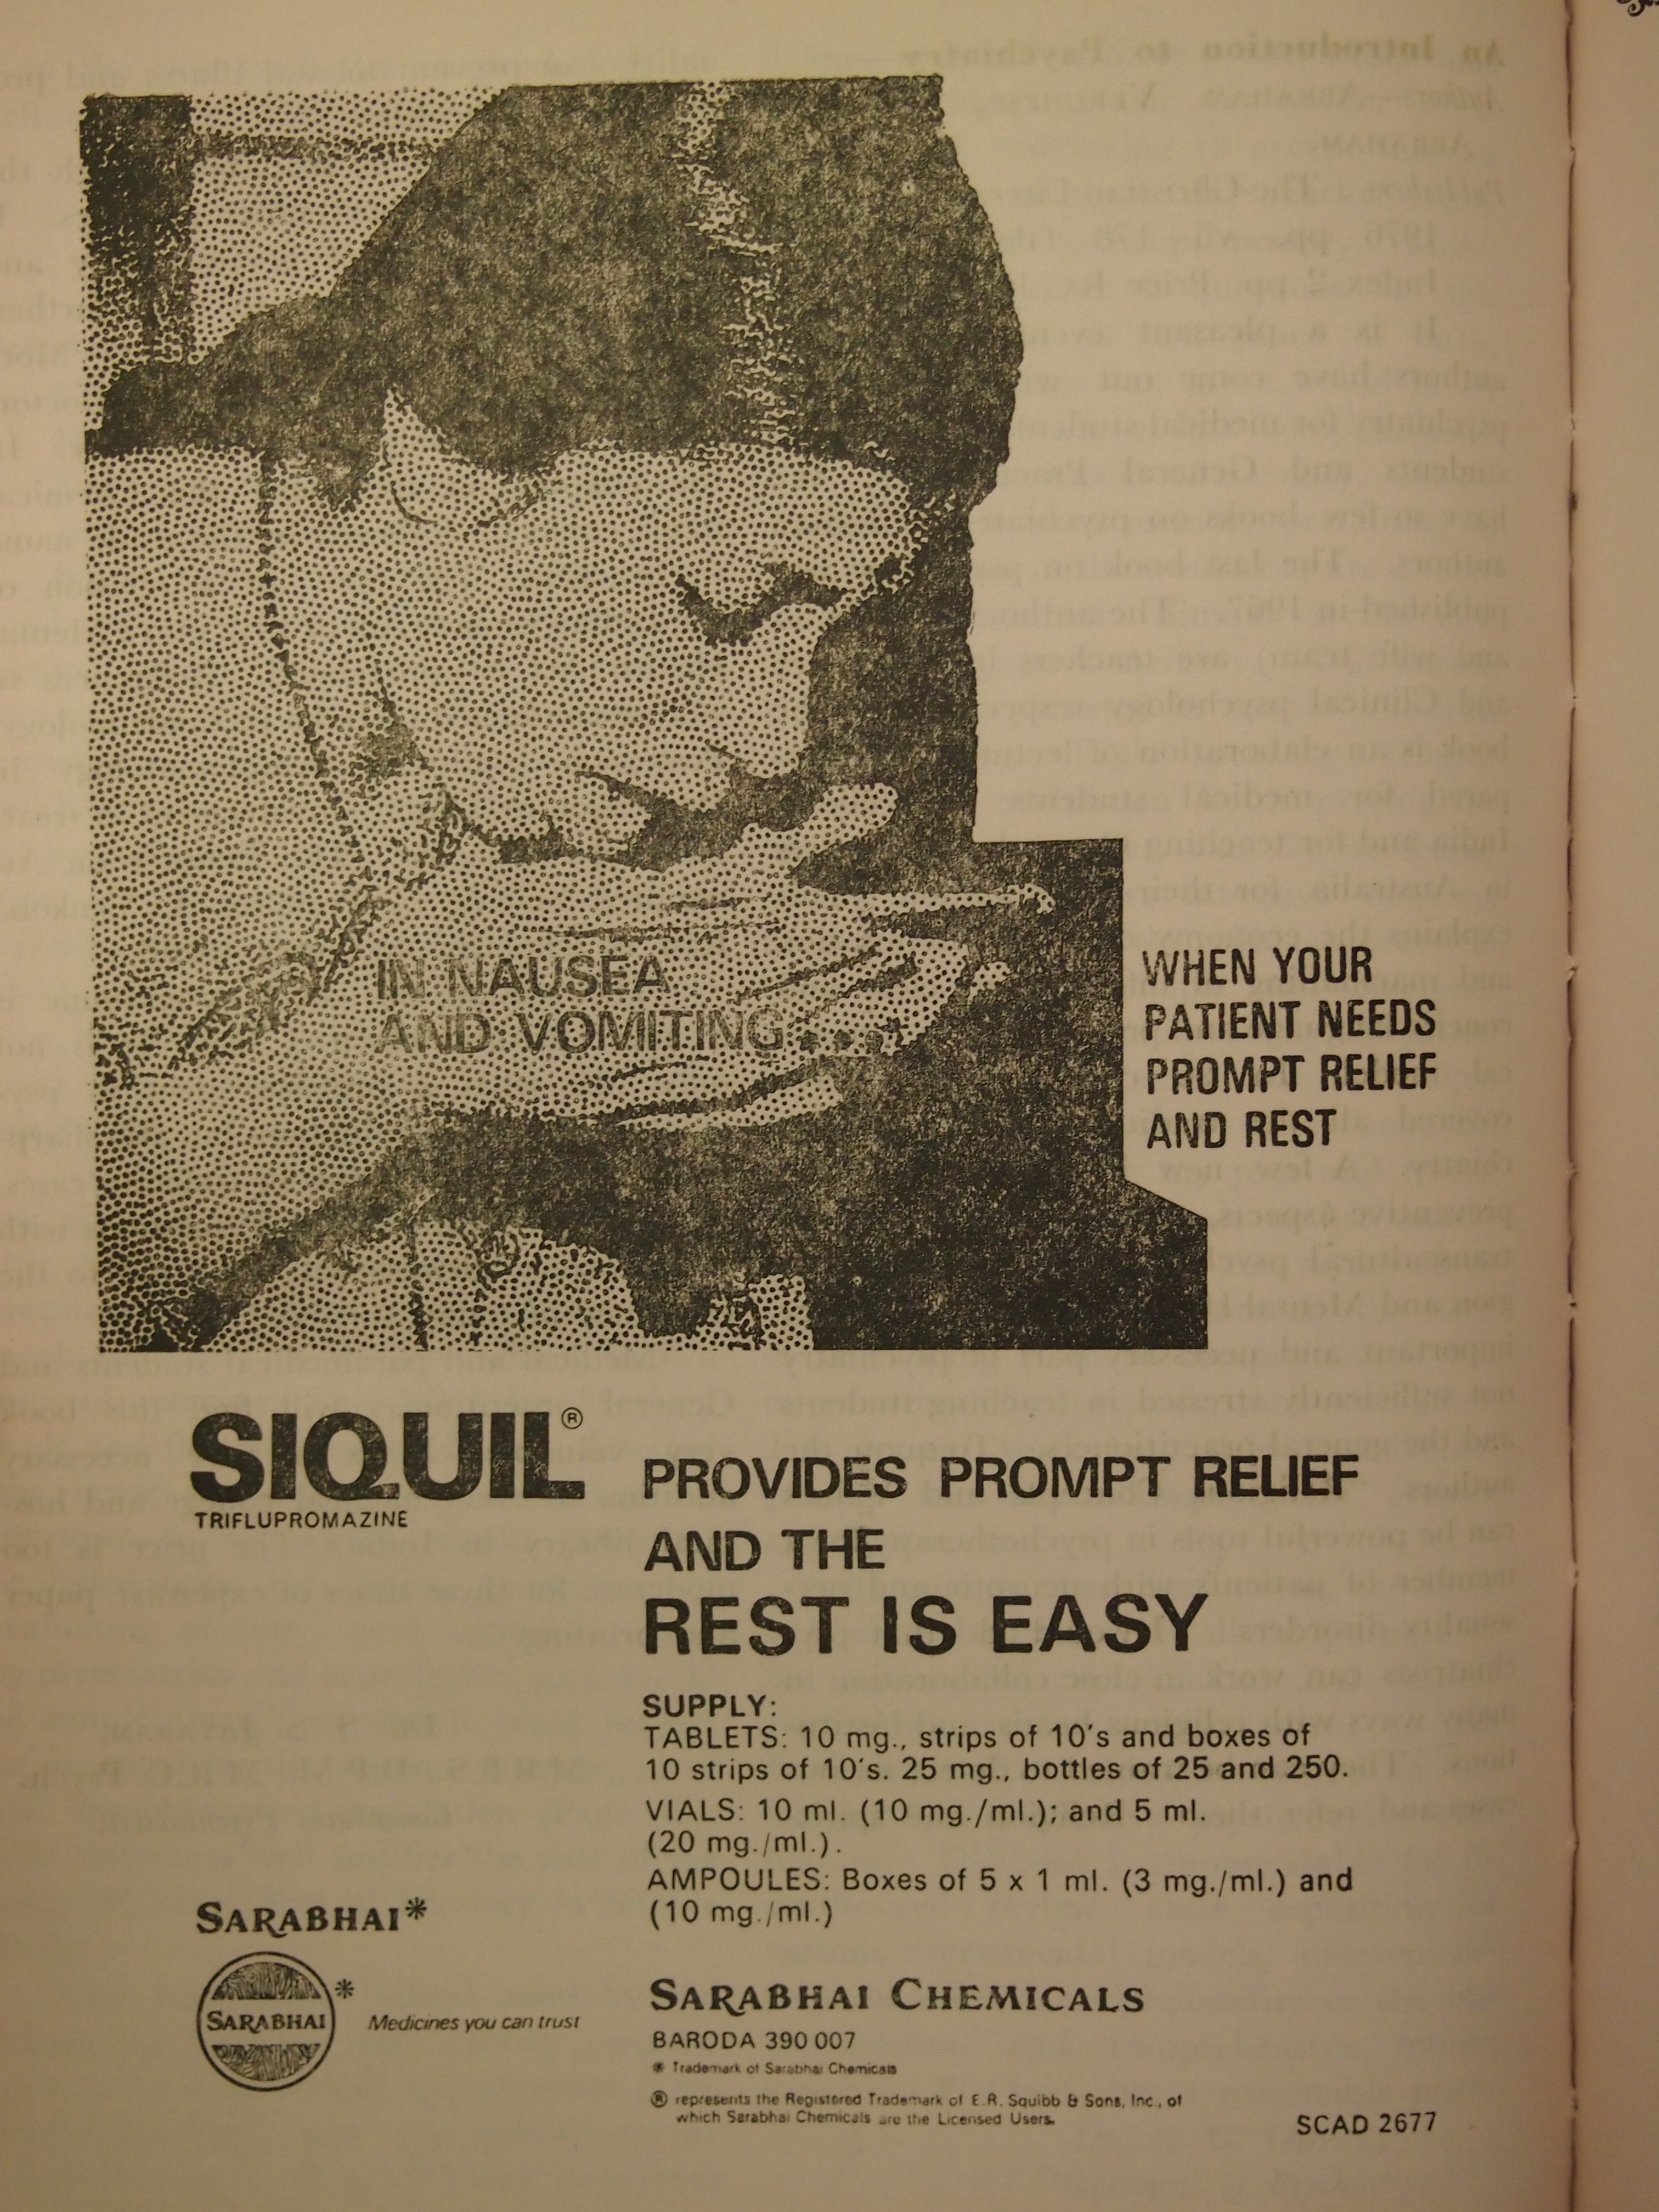 IN NAUSEA
AND VOMITING....
WHEN YOUR
PATIENT NEEDS
PROMPT RELIEF
AND REST
SIQUIL®
TRIFLUPROMAZINE
PROVIDES PROMPT RELIEF
AND THE
REST IS EASY
SUPPLY:
TABLETS: 10 mg., strips of 10's and boxes of
10 strips of 10's. 25 mg., bottles of 25 and 250.
VIALS: 10 ml. (10 mg./ml.); and 5 ml.
(20 mg./ml.).
AMPOULES: Boxes of 5 x 1 ml. (3 mg./ml.) and
(10 mg./ml.)
SARABHAI*
SARABHAI*
Medicines you can trust
SARABHAI CHEMICALS
BARODA 390 007
* Trademark of Sarabhai Chemicals
® represents the Registered Trademark of E.R. Squibb & Sons, Inc., of
which Sarabhai Chemicals are the Licensed Users.
SCAD 2677